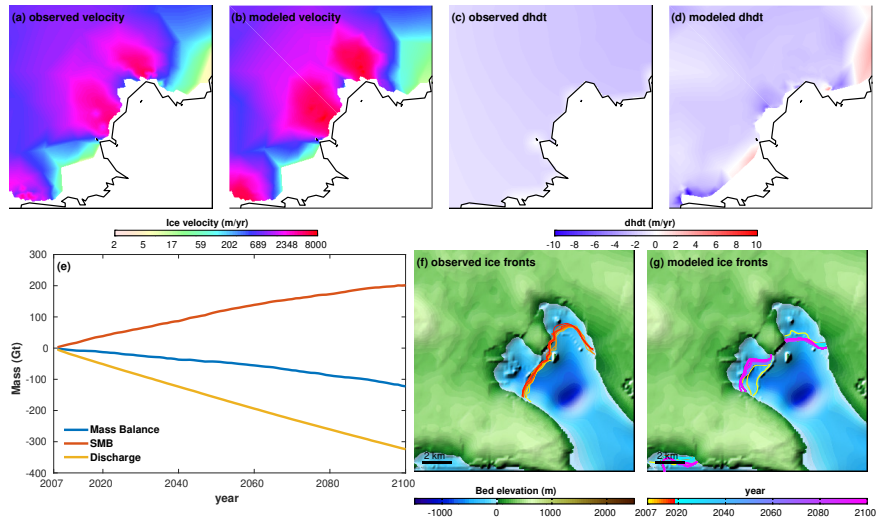 (a) observed velocity
(b) modeled velocity
(c) observed dhdt
(d) modeled dhdt
Ice velocity (m/yr)
2 5 17 59 202 689 2348 8000
dhdt (m/yr)
-10 -8 -6 -4 -2 0 2 4 6 8 10
(e)
300
200
100
0
-100
-200
-300
-400
Mass (Gt)
Mass Balance
SMB
Discharge
2007 2020 2040 2060 2080 2100
year
(f) observed ice fronts
2 km
(g) modeled ice fronts
2 km
Bed elevation (m)
-1000 0 1000 2000
year
2007 2020 2040 2060 2080 2100